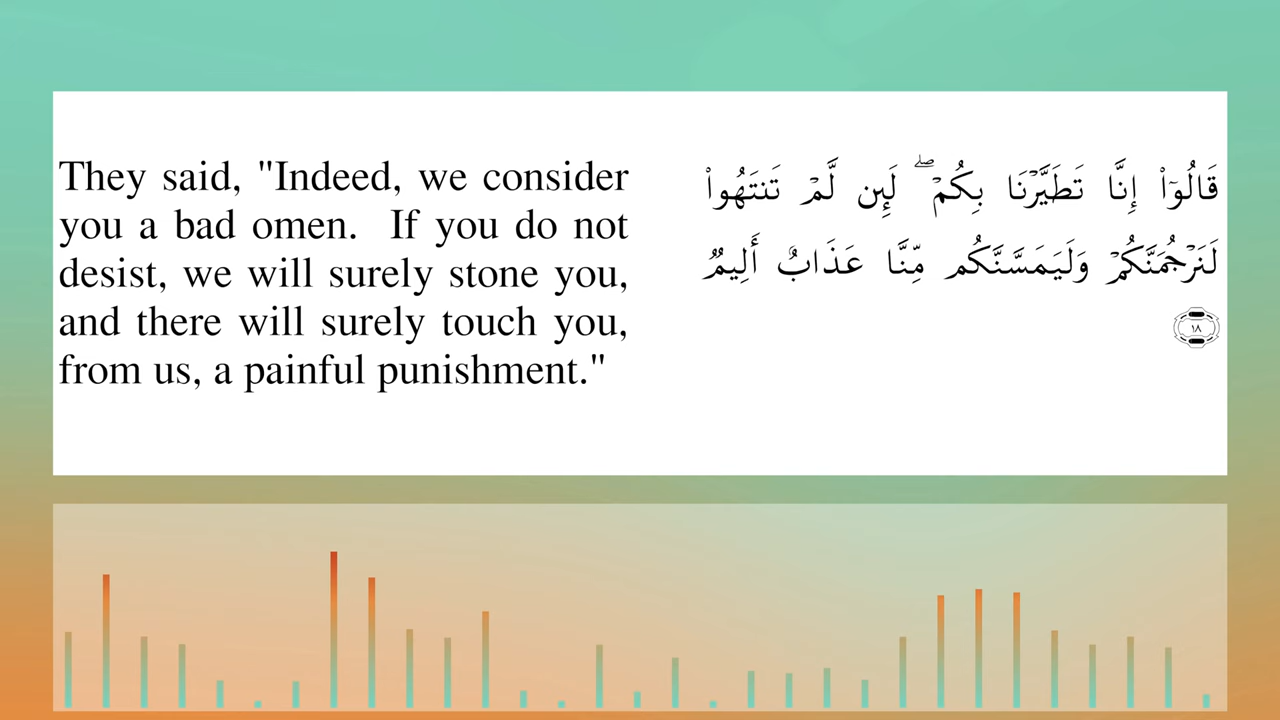 They said, "Indeed, we consider
you a bad omen.  If you do not
desist, we will surely stone you,
and there will surely touch you,
from us, a painful punishment."
قَالُوٓا۟ إِنَّا تَطَيَّرْنَا بِكُمْ ۖ لَئِن لَّمْ تَنتَهُوا۟
لَنَرْجُمَنَّكُمْ وَلَيَمَسَّنَّكُم مِّنَّا عَذَابٌ أَلِيمٌ
١٨